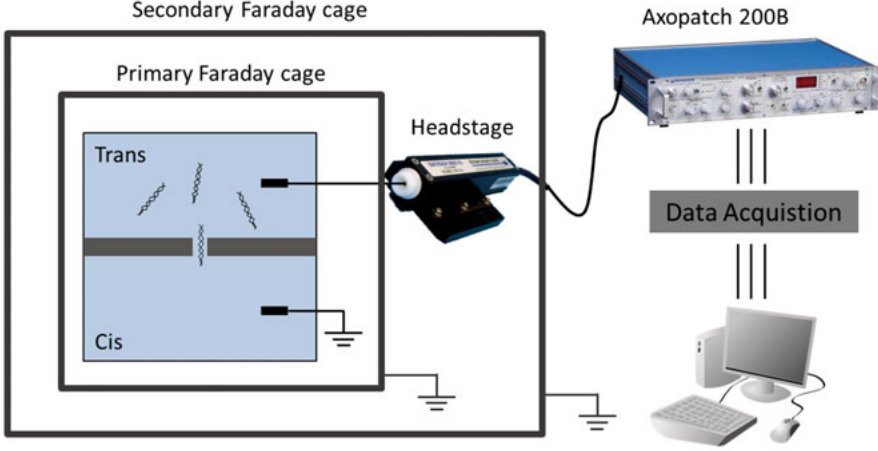 Secondary Faraday cage
Axopatch 200B
Primary Faraday cage
Headstage
Trans
Data Acquistion
Cis